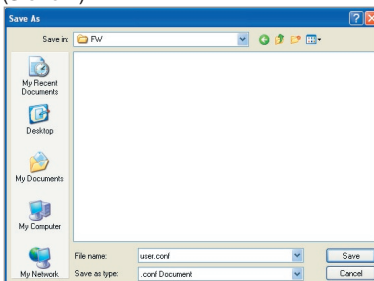 Save As
Save in:
FW
My Recent
Documents
Desktop
My Documents
My Computer
My Network
File name:
user.conf
Save
Save as type:
.conf Document
Cancel